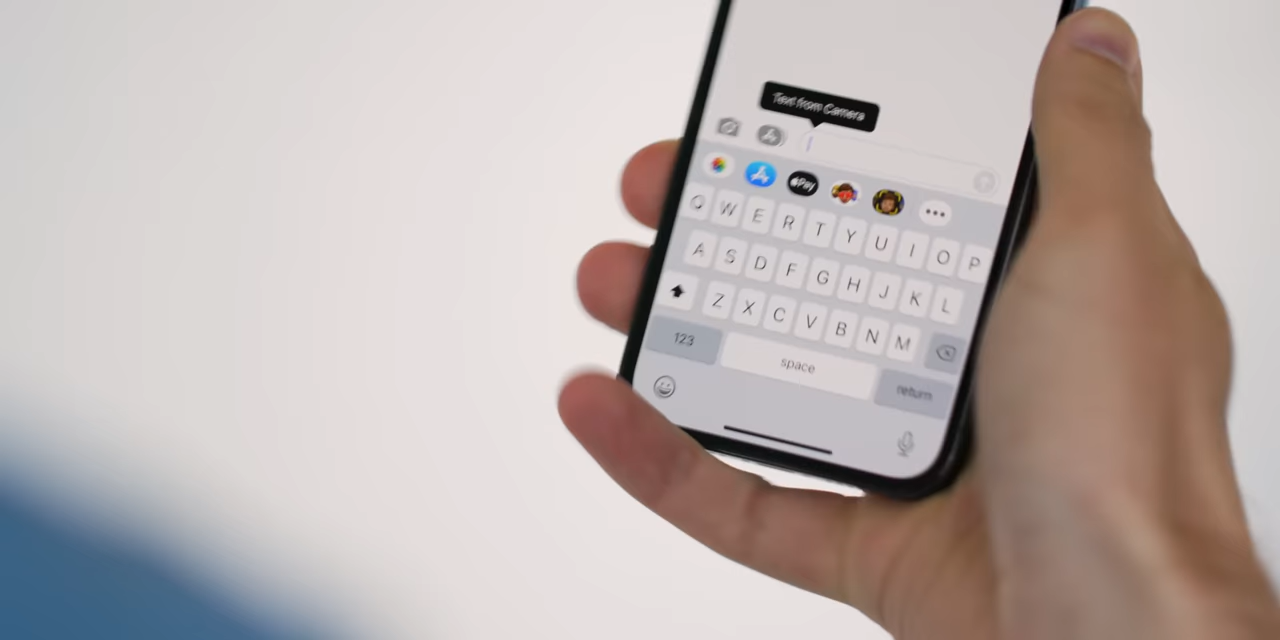 Text from Camera
Pay
Q W E R T Y U I O P
A S D F G H J K L
Z X C V B N M
123 space return